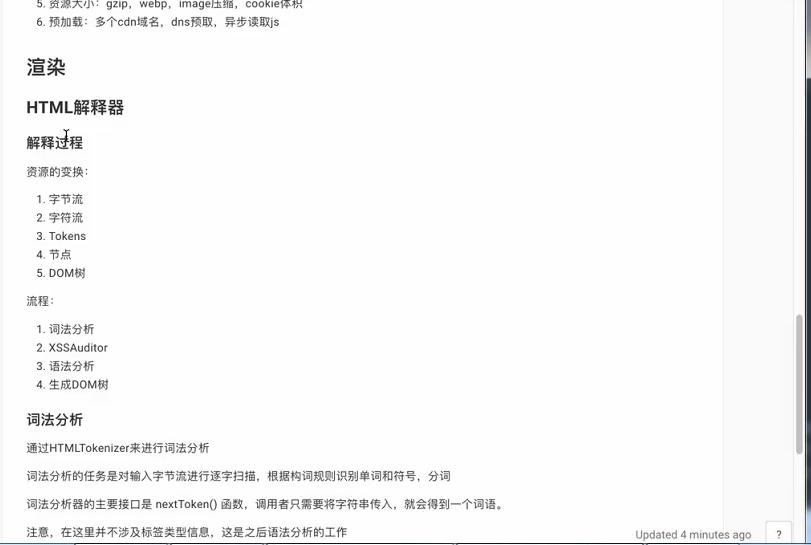 5. 资源大小：gzip，webp，image压缩，cookie体积
6. 预加载：多个cdn域名，dns预取，异步读取js
渲染
HTML解释器
解释过程
资源的变换：
1. 字节流
2. 字符流
3. Tokens
4. 节点
5. DOM树
流程：
1. 词法分析
2. XSSAuditor
3. 语法分析
4. 生成DOM树
词法分析
通过HTMLTokenizer来进行词法分析
词法分析的任务是对输入字节流进行逐字扫描，根据构词规则识别单词和符号，分词
词法分析器的主要接口是 nextToken() 函数，调用者只需要将字符串传入，就会得到一个词语。
注意，在这里并不涉及标签类型信息，这是之后语法分析的工作
Updated 4 minutes ago
?